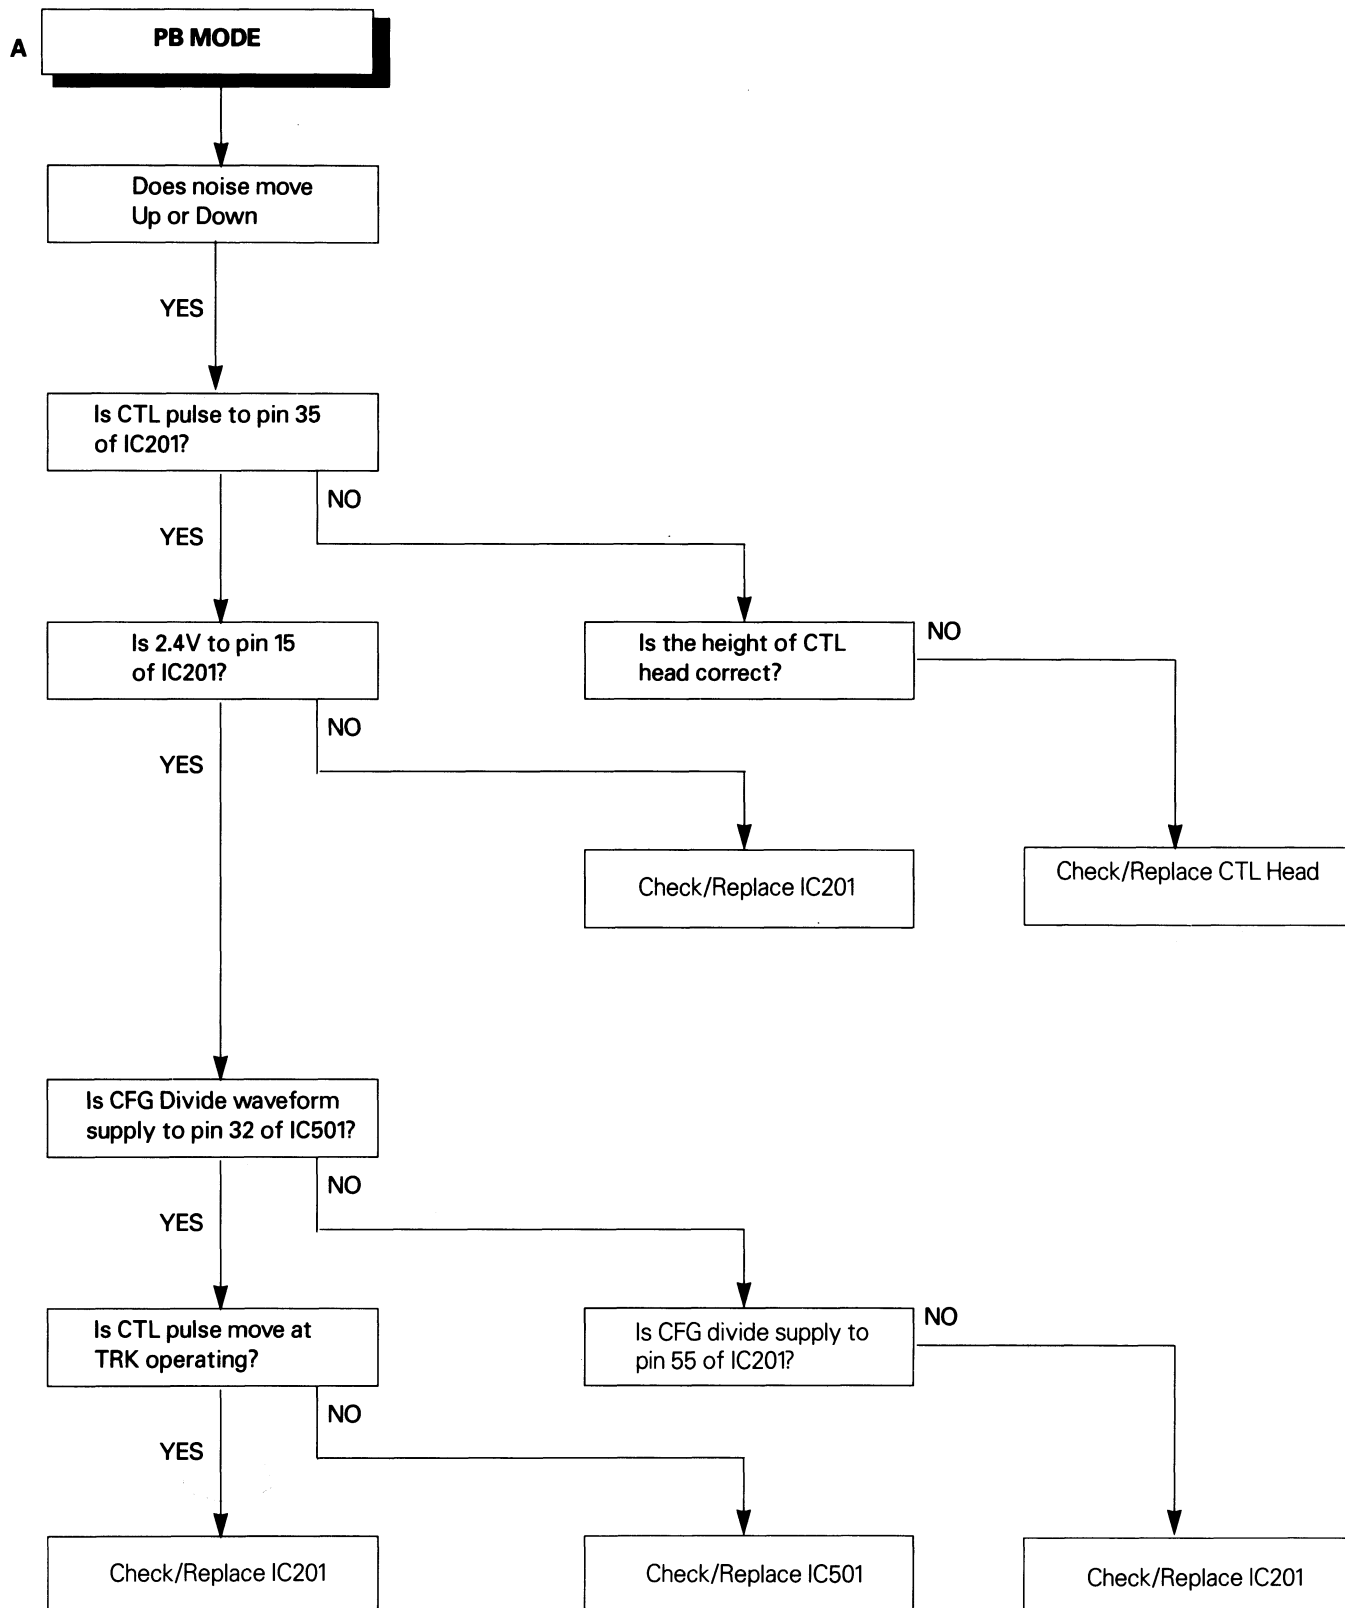 A
PB MODE
Does noise move
Up or Down
YES
Is CTL pulse to pin 35
of IC201?
NO
YES
Is 2.4V to pin 15
of IC201?
Is the height of CTL
head correct?
NO
NO
YES
Check/Replace IC201
Check/Replace CTL Head
Is CFG Divide waveform
supply to pin 32 of IC501?
NO
YES
Is CTL pulse move at
TRK operating?
Is CFG divide supply to
pin 55 of IC201?
NO
NO
YES
Check/Replace IC201
Check/Replace IC501
Check/Replace IC201